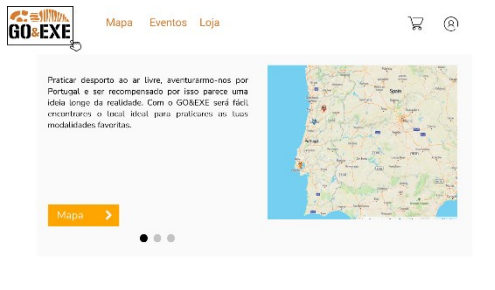 GO&EXE
Mapa Eventos Loja
Praticar desporto ao ar livre, aventurarmo-nos por
Portugal e ser recompensado por isso parece uma
ideia longe da realidade. Com o GO&EXE será fácil
encontrares o local ideal para praticares as tuas
modalidades favoritas.
Spain
Portugal
Mapa